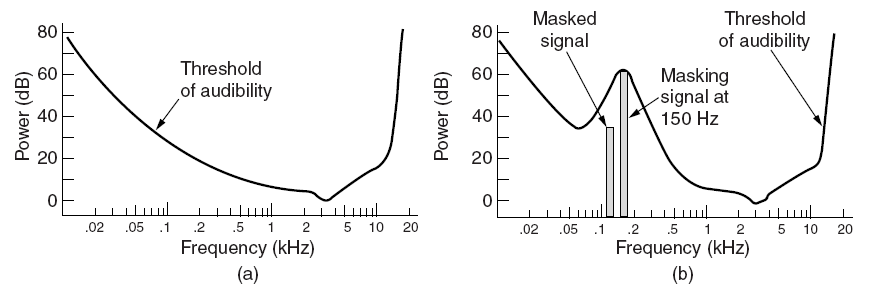 80
60
40
20
0
Power (dB)
Threshold
of audibility
.02 .05 .1 .2 .5 1 2 5 10 20
Frequency (kHz)
(a)
80
60
40
20
0
Power (dB)
Masked
signal
Threshold
of audibility
Masking
signal at
150 Hz
.02 .05 .1 .2 .5 1 2 5 10 20
Frequency (kHz)
(b)